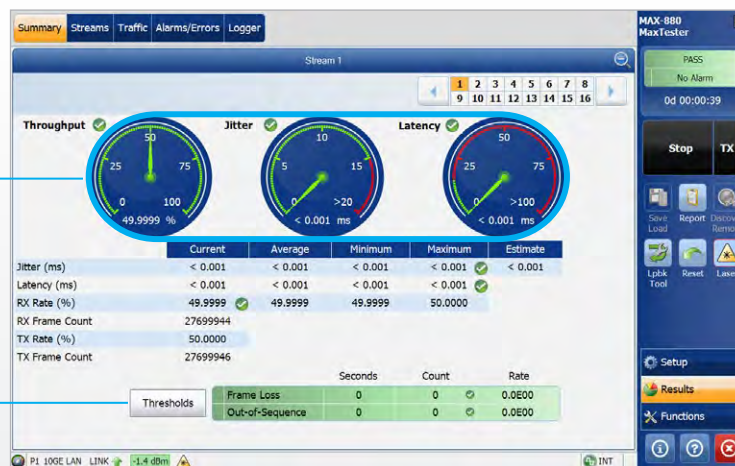 Summary Streams Traffic Alarms/Errors Logger
Stream 1
1 2 3 4 5 6 7 8
9 10 11 12 13 14 15 16
Throughput Jitter Latency
0 25 50 75 100
49.9999 %
0 5 10 15 >20
< 0.001 ms
0 25 50 75 >100
< 0.001 ms
Current Average Minimum Maximum Estimate
Jitter (ms) < 0.001 < 0.001 < 0.001 < 0.001 < 0.001
Latency (ms) < 0.001 < 0.001 < 0.001 < 0.001
RX Rate (%) 49.9999 49.9999 49.9999 50.0000
RX Frame Count 27699944
TX Rate (%) 50.0000
TX Frame Count 27699946
Seconds Count Rate
Thresholds
Frame Loss 0 0 0.0E00
Out-of-Sequence 0 0 0.0E00
P1 10GE LAN LINK -1.4 dBm INT
MAX-880
MaxTester
PASS
No Alarm
0d 00:00:39
Stop TX
Save Load
Report
Lpbk Tool
Reset
Setup
Results
Functions